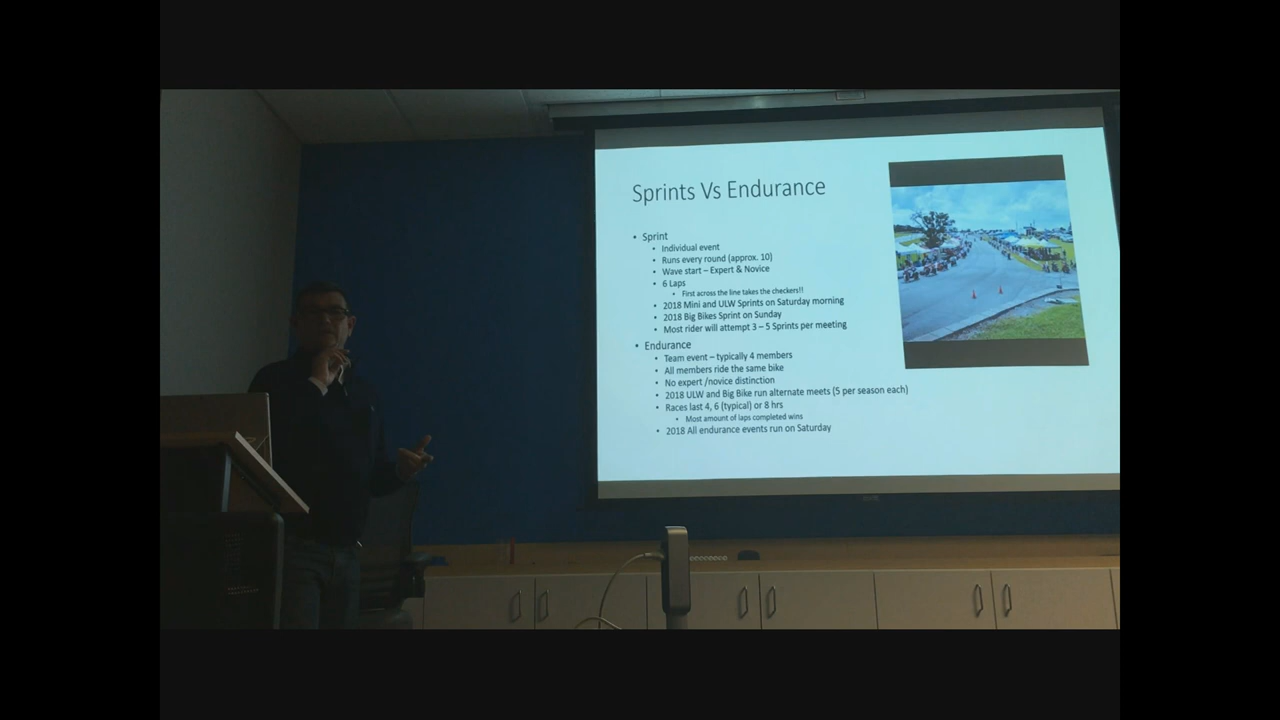 Sprints Vs Endurance
• Sprint
• Individual event
• Runs every round (approx. 10)
• Wave start – Expert & Novice
• 6 Laps
• First across the line takes the checkers!!
• 2018 Mini and ULW Sprints on Saturday morning
• 2018 Big Bikes Sprint on Sunday
• Most rider will attempt 3 – 5 Sprints per meeting
• Endurance
• Team event – typically 4 members
• All members ride the same bike
• No expert /novice distinction
• 2018 ULW and Big Bike run alternate meets (5 per season each)
• Races last 4, 6 (typical) or 8 hrs
• Most amount of laps completed wins
• 2018 All endurance events run on Saturday